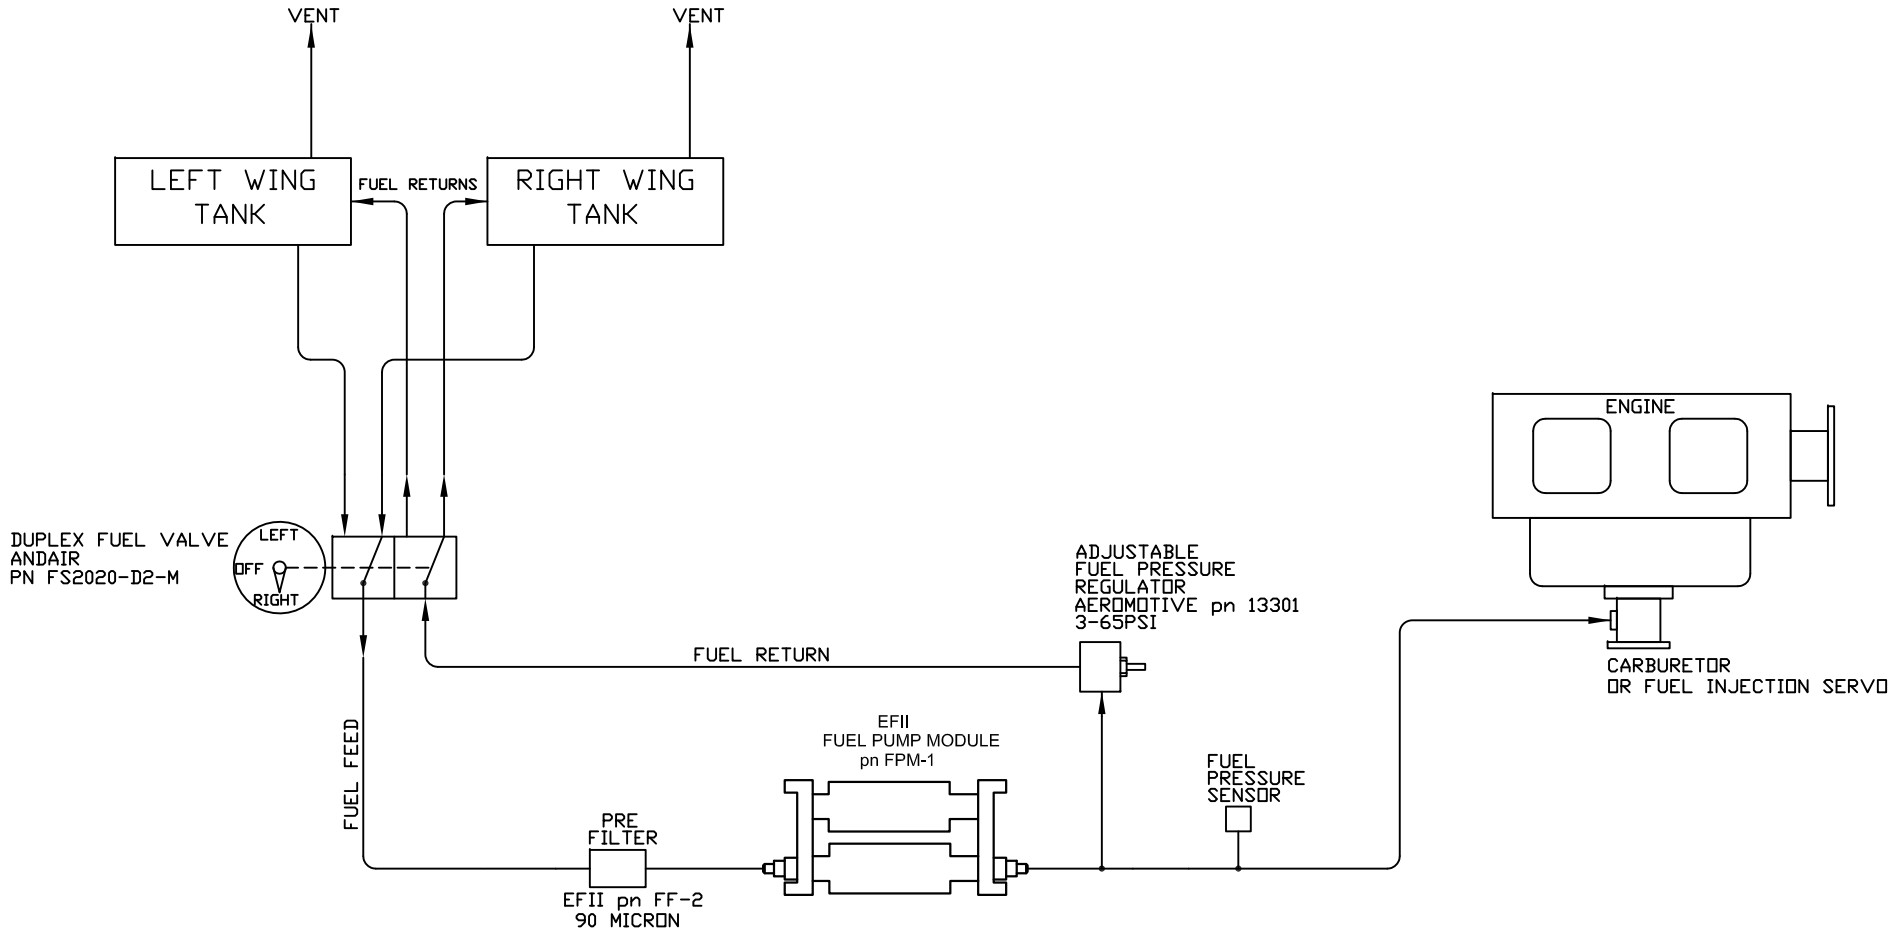 VENT
VENT
LEFT WING
TANK
FUEL RETURNS
RIGHT WING
TANK
ENGINE
DUPLEX FUEL VALVE
ANDAIR
PN FS2020-D2-M
LEFT
OFF
RIGHT
ADJUSTABLE
FUEL PRESSURE
REGULATOR
AEROMOTIVE pn 13301
3-65PSI
FUEL RETURN
CARBURETOR
OR FUEL INJECTION SERVO
FUEL FEED
EFII
FUEL PUMP MODULE
pn FPM-1
FUEL
PRESSURE
SENSOR
PRE
FILTER
EFII pn FF-2
90 MICRON